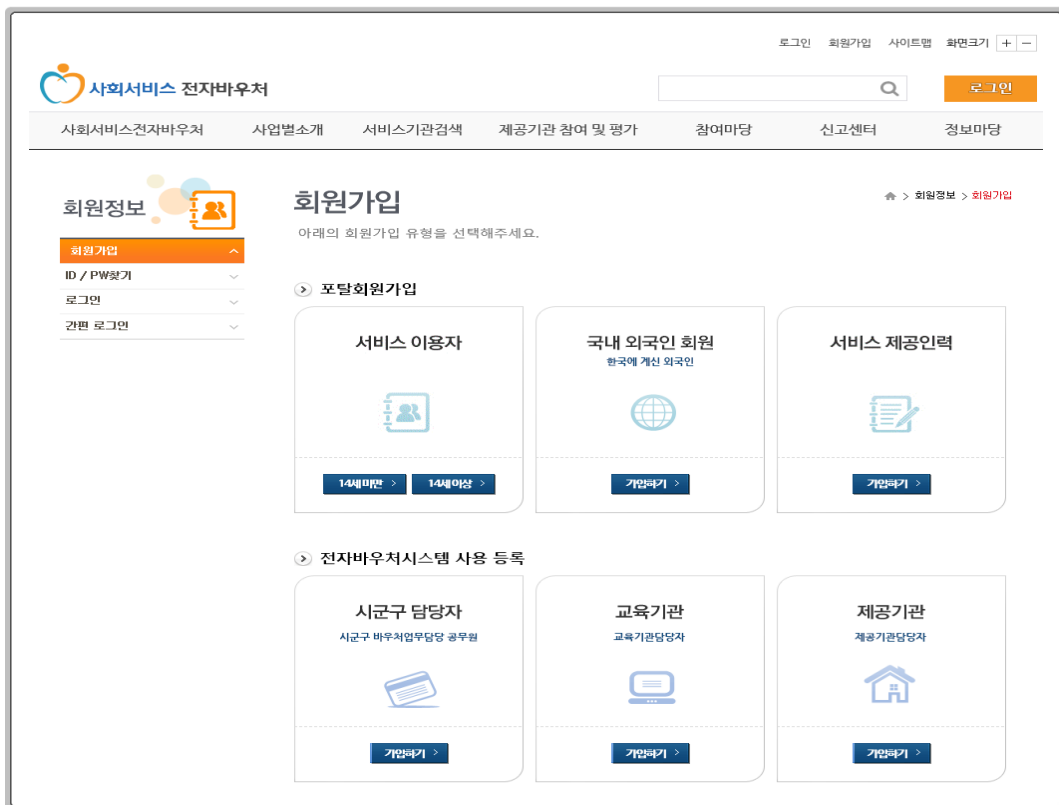 로그인 회원가입 사이트맵 화면크기 + −
사회서비스 전자바우처
로그인
사회서비스전자바우처 사업별소개 서비스기관검색 제공기관 참여 및 평가 참여마당 신고센터 정보마당
회원정보
회원가입
ID / PW찾기
로그인
간편 로그인
회원가입
> 회원정보 > 회원가입
아래의 회원가입 유형을 선택해주세요.
포탈회원가입
서비스 이용자
14세미만 >
14세이상 >
국내 외국인 회원
한국에 계신 외국인
가입하기 >
서비스 제공인력
가입하기 >
전자바우처시스템 사용 등록
시군구 담당자
시군구 바우처업무담당 공무원
가입하기 >
교육기관
교육기관담당자
가입하기 >
제공기관
제공기관담당자
가입하기 >